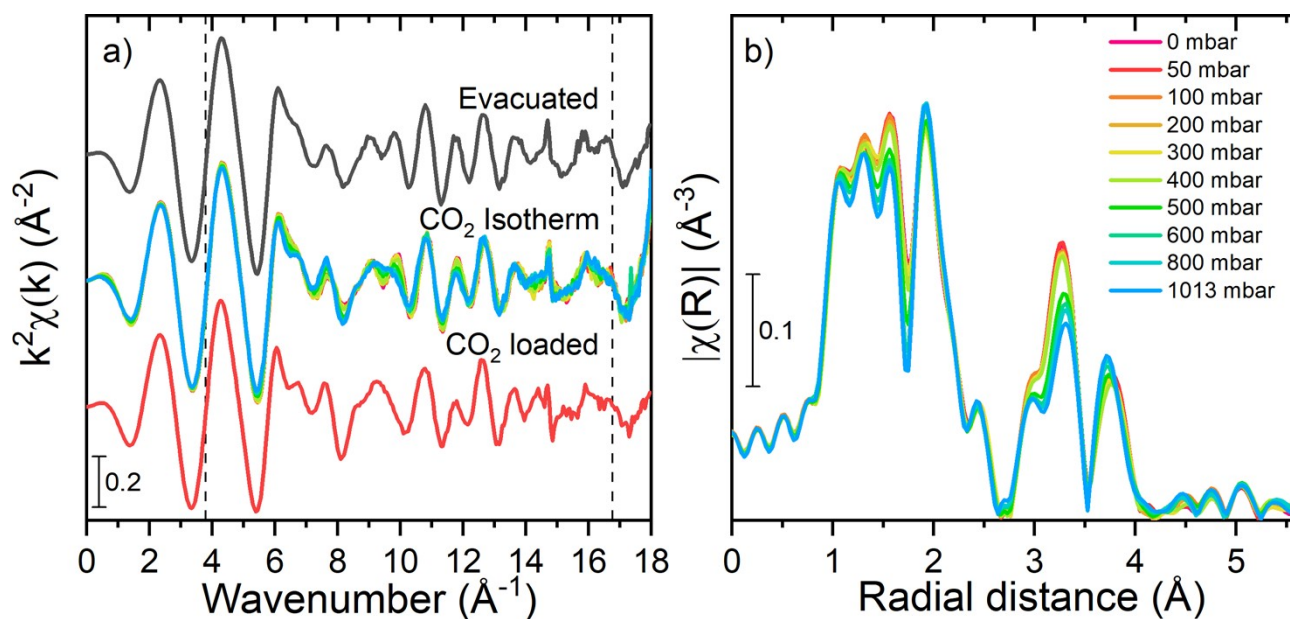 a)
Evacuated
CO₂ Isotherm
CO₂ loaded
0.2
k²χ(k) (Å⁻²)
0 2 4 6 8 10 12 14 16 18
Wavenumber (Å⁻¹)
b)
0 mbar
50 mbar
100 mbar
200 mbar
300 mbar
400 mbar
500 mbar
600 mbar
800 mbar
1013 mbar
0.1
|χ(R)| (Å⁻³)
0 1 2 3 4 5
Radial distance (Å)